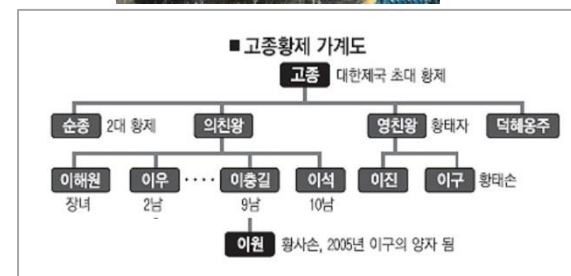 ■ 고종황제 가계도
고종 대한제국 초대 황제
순종 2대 황제 의친왕 영친왕 황태자 덕혜옹주
이해원 이우 ···· 이충길 이석 이진 이구 황태손
장녀 2남 9남 10남
이원 황사손, 2005년 이구의 양자 됨